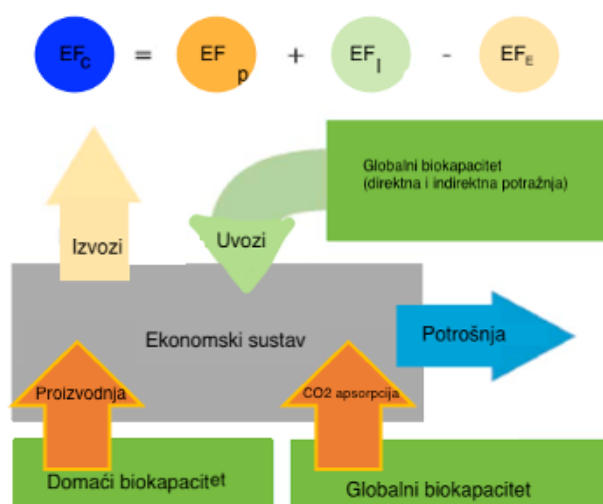 EFC = EFp + EFI - EFE
Globalni biokapacitet
(direktna i indirektna potražnja)
Izvozi
Uvozi
Ekonomski sustav
Potrošnja
Proizvodnja
CO2 apsorpcija
Domaći biokapacitet
Globalni biokapacitet